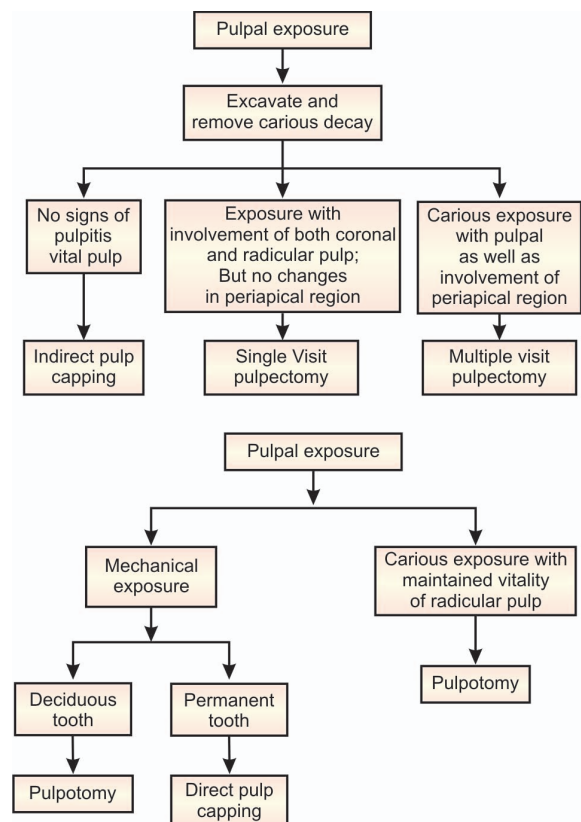 Pulpal exposure
Excavate and
remove carious decay
No signs of
pulpitis
vital pulp
Exposure with
involvement of both coronal
and radicular pulp;
But no changes
in periapical region
Carious exposure
with pulpal
as well as
involvement of
periapical region
Indirect pulp
capping
Single Visit
pulpectomy
Multiple visit
pulpectomy
Pulpal exposure
Mechanical
exposure
Carious exposure with
maintained vitality
of radicular pulp
Deciduous
tooth
Permanent
tooth
Pulpotomy
Pulpotomy
Direct pulp
capping